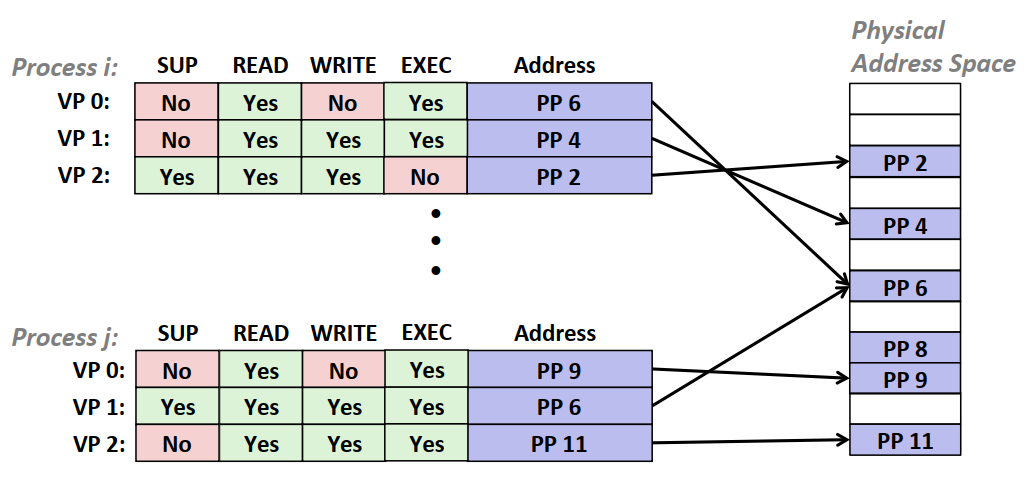 Physical
Address Space
Process i: SUP READ WRITE EXEC Address
VP 0: No Yes No Yes PP 6
VP 1: No Yes Yes Yes PP 4
VP 2: Yes Yes Yes No PP 2
Process j: SUP READ WRITE EXEC Address
VP 0: No Yes No Yes PP 9
VP 1: Yes Yes Yes Yes PP 6
VP 2: No Yes Yes Yes PP 11
PP 2
PP 4
PP 6
PP 8
PP 9
PP 11